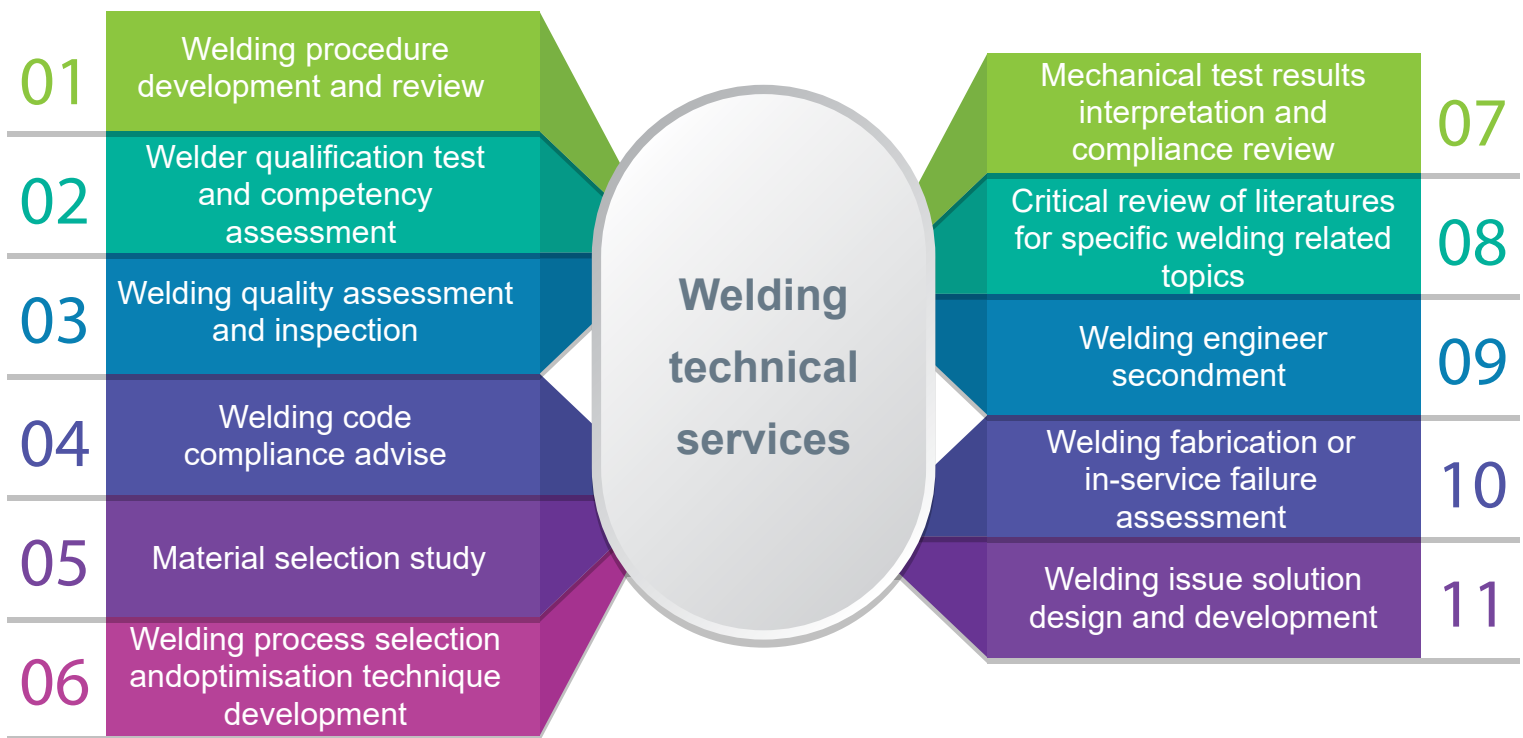 01
Welding procedure
development and review
02
Welder qualification test
and competency
assessment
03
Welding quality assessment
and inspection
04
Welding code
compliance advise
05
Material selection study
06
Welding process selection
andoptimisation technique
development
Welding
technical
services
Mechanical test results
interpretation and
compliance review
07
Critical review of literatures
for specific welding related
topics
08
Welding engineer
secondment
09
Welding fabrication or
in-service failure
assessment
10
Welding issue solution
design and development
11